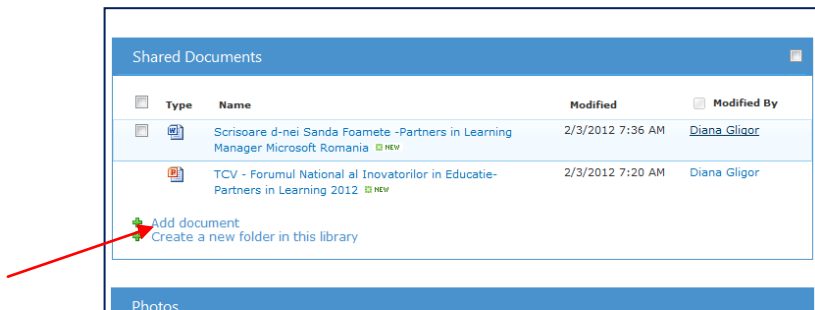 Shared Documents
Type Name Modified Modified By
Scrisoare d-nei Sanda Foamete -Partners in Learning 2/3/2012 7:36 AM Diana Gligor
Manager Microsoft Romania NEW
TCV - Forumul National al Inovatorilor in Educatie- 2/3/2012 7:20 AM Diana Gligor
Partners in Learning 2012 NEW
Add document
Create a new folder in this library
Photos